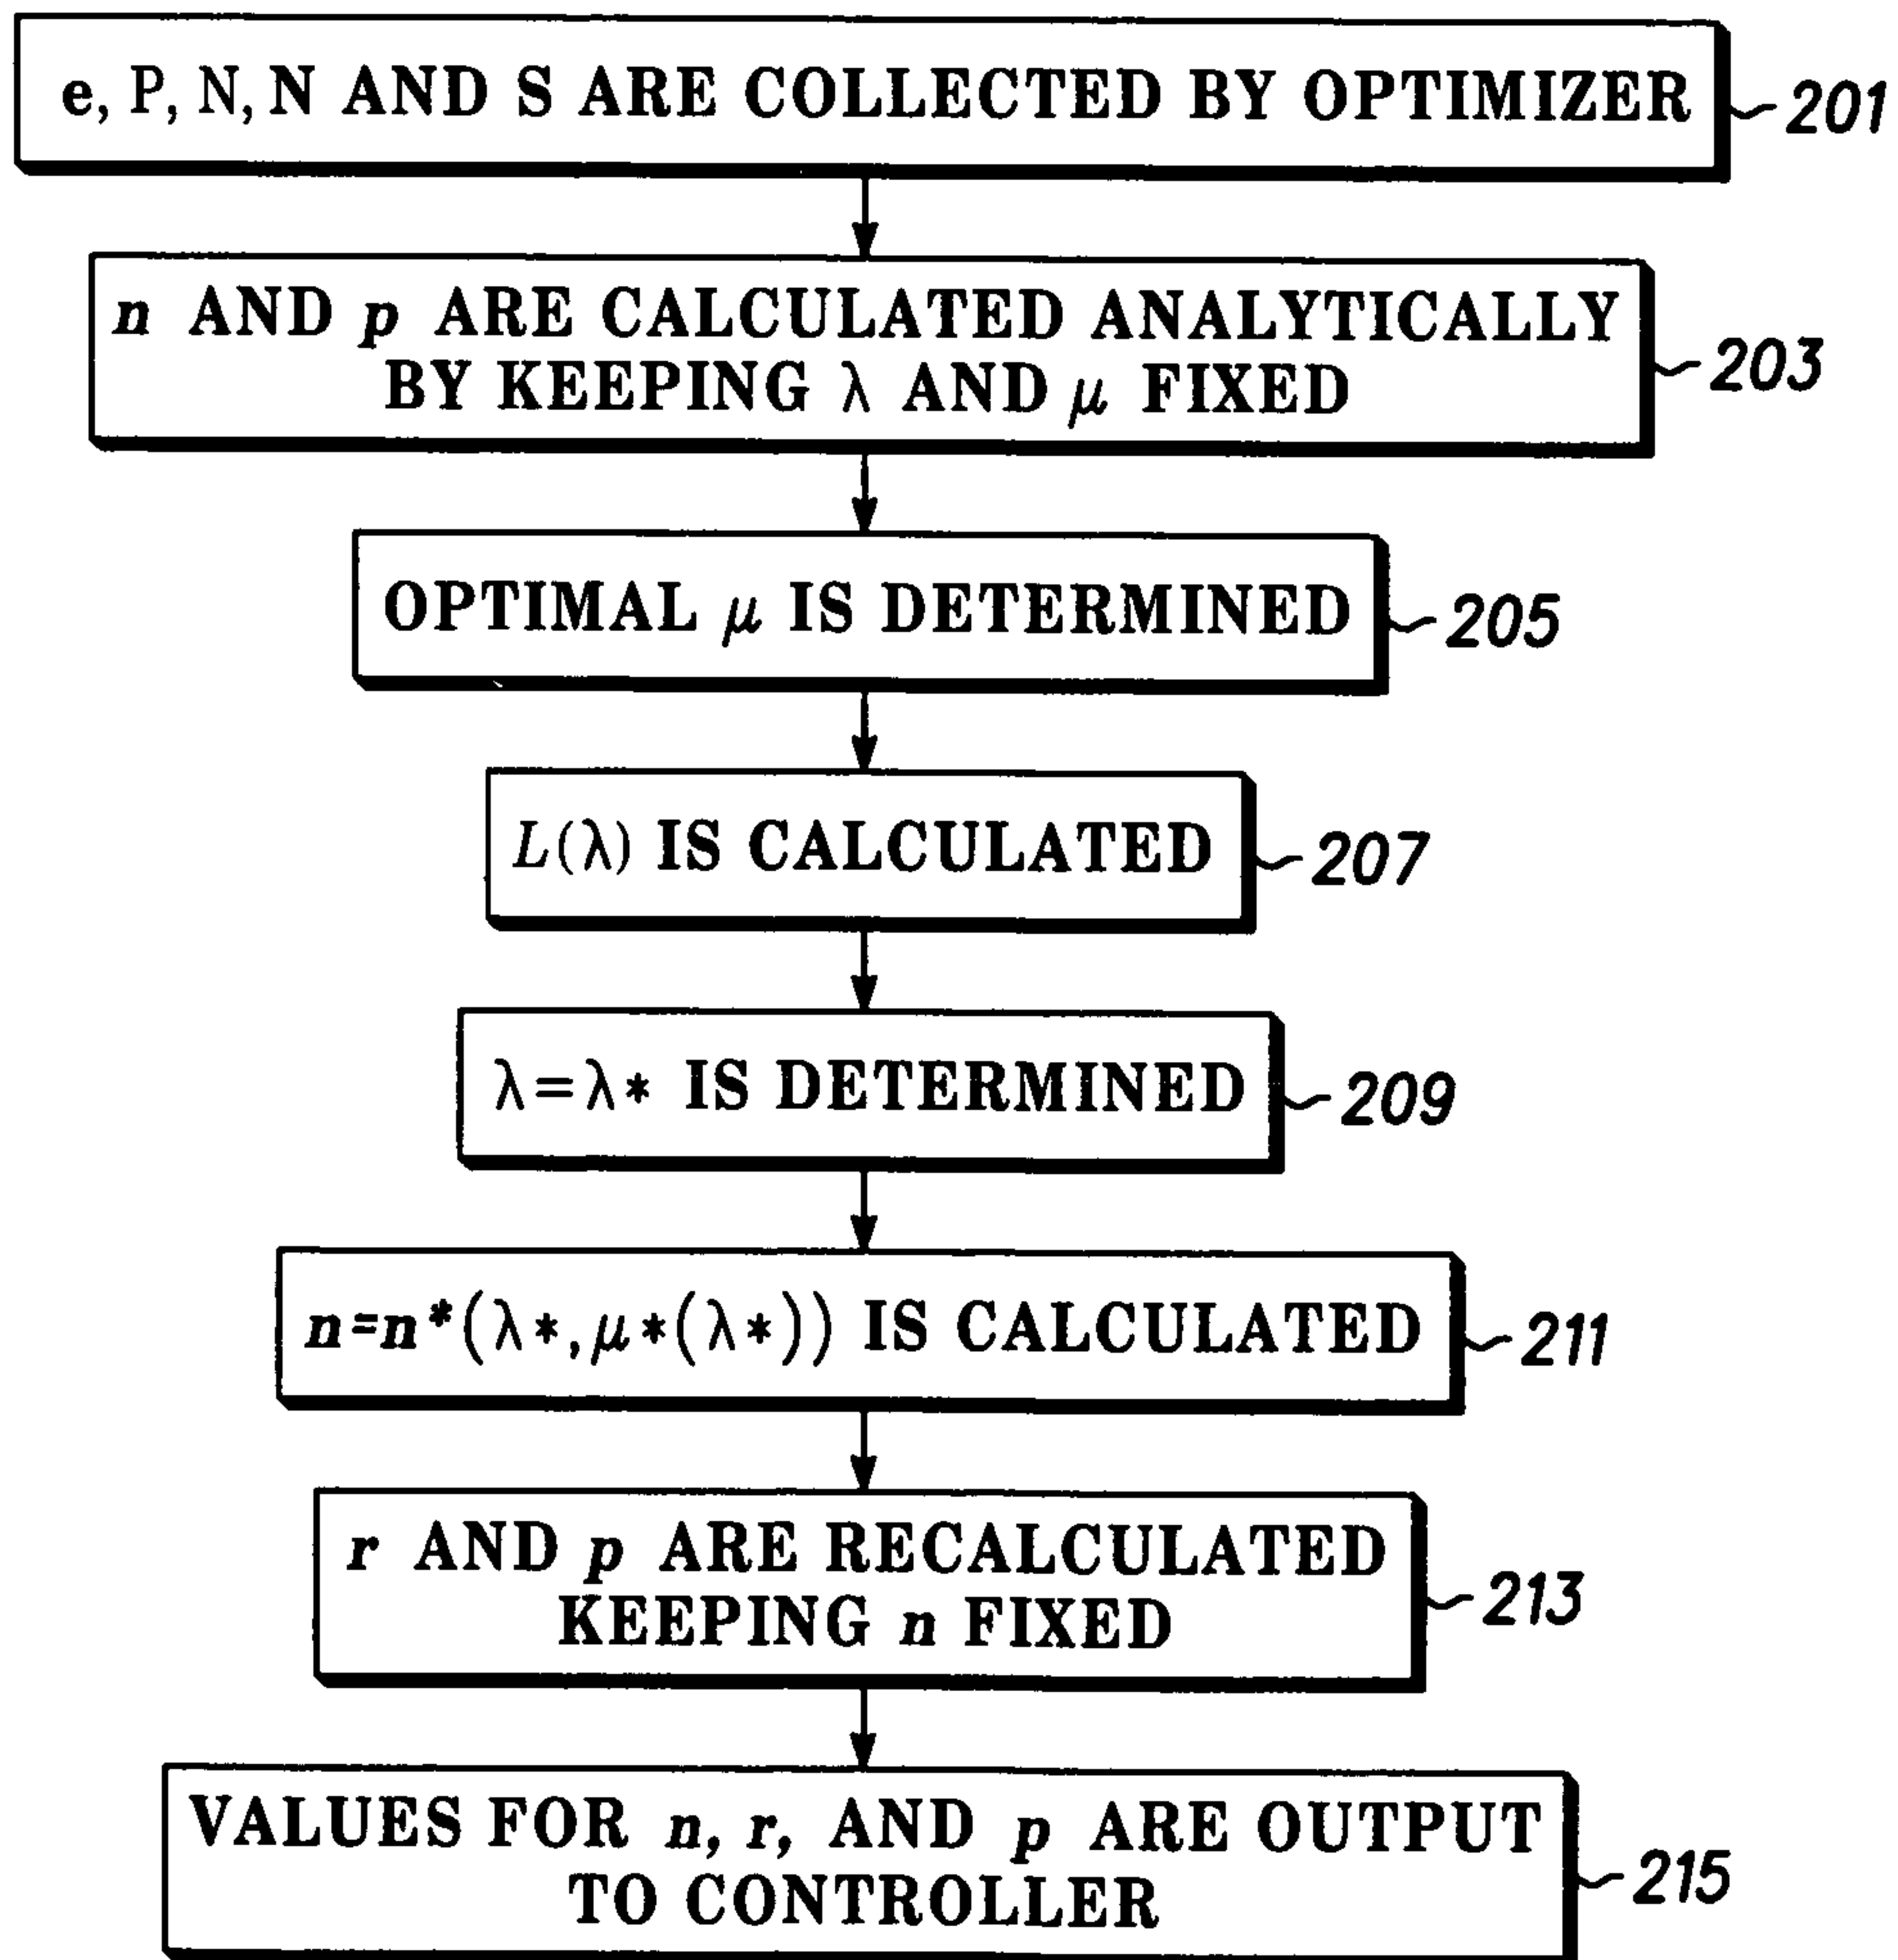 e, P, N, N AND S ARE COLLECTED BY OPTIMIZER
201
n AND p ARE CALCULATED ANALYTICALLY
BY KEEPING λ AND μ FIXED
203
OPTIMAL μ IS DETERMINED
205
L(λ) IS CALCULATED
207
λ=λ* IS DETERMINED
209
n=n*(λ*,μ*(λ*)) IS CALCULATED
211
r AND p ARE RECALCULATED
KEEPING n FIXED
213
VALUES FOR n, r, AND p ARE OUTPUT
TO CONTROLLER
215